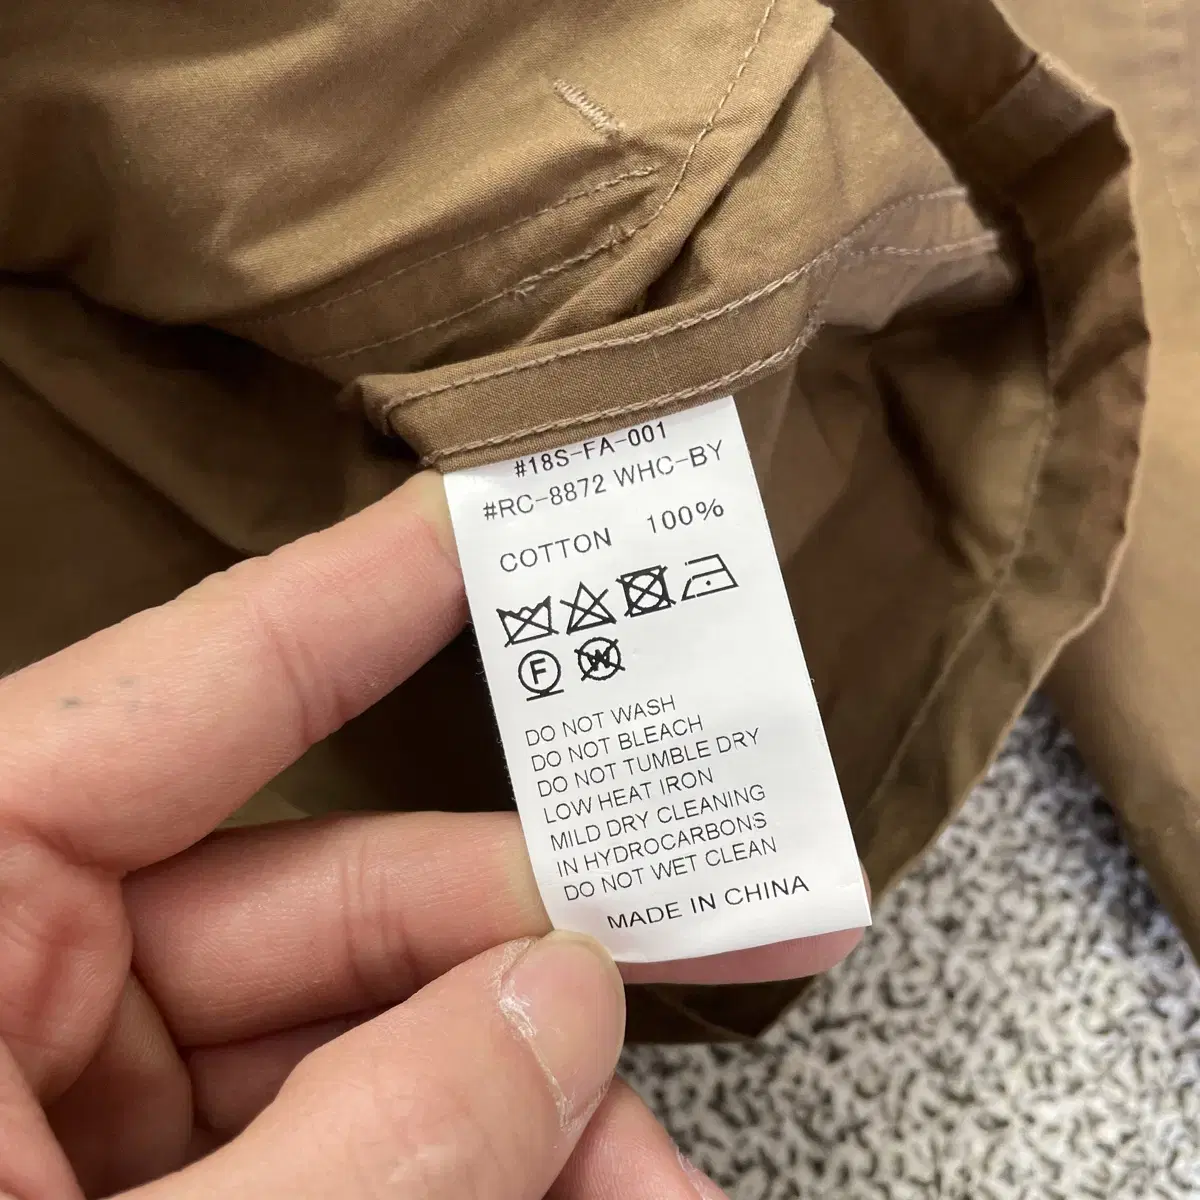 #18S-FA-001
#RC-8872 WHC-BY
COTTON 100%
F W
DO NOT WASH
DO NOT BLEACH
DO NOT TUMBLE DRY
LOW HEAT IRON
MILD DRY CLEANING
IN HYDROCARBONS
DO NOT WET CLEAN
MADE IN CHINA